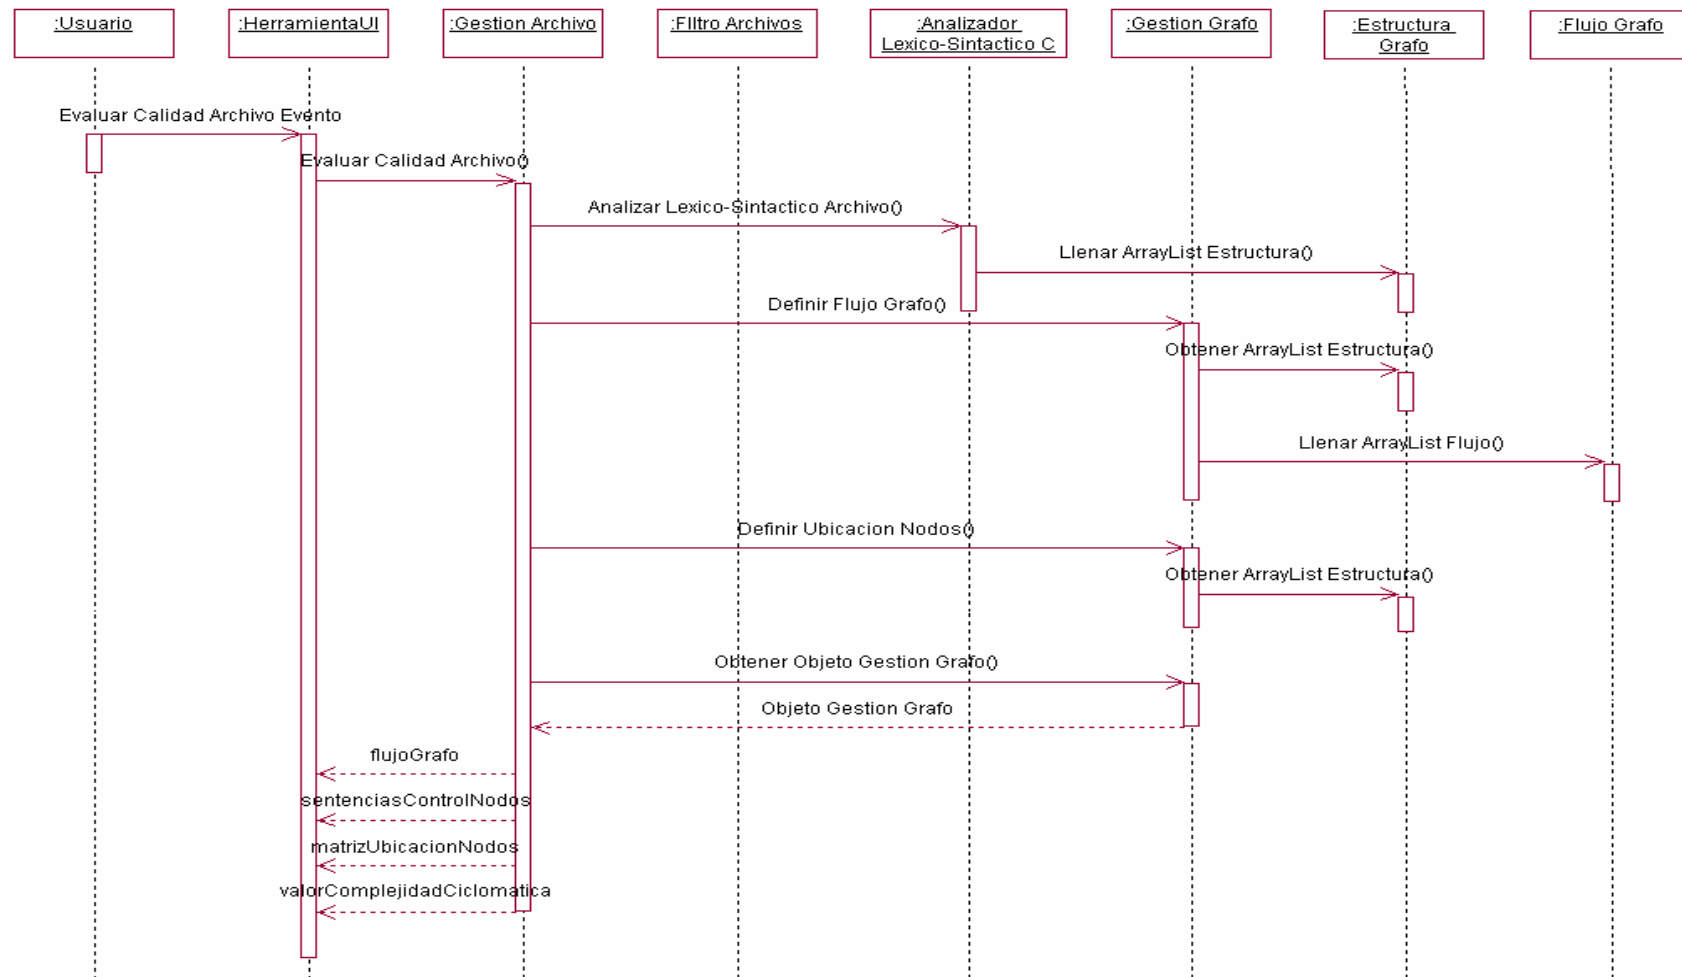 :Usuario
:HerramientaUI
:Gestion Archivo
:FIltro Archivos
:Analizador
Lexico-Sintactico C
:Gestion Grafo
:Estructura
Grafo
:Flujo Grafo
Evaluar Calidad Archivo Evento
Evaluar Calidad Archivo()
Analizar Lexico-Sintactico Archivo()
Llenar ArrayList Estructura()
Definir Flujo Grafo()
Obtener ArrayList Estructura()
Llenar ArrayList Flujo()
Definir Ubicacion Nodos()
Obtener ArrayList Estructura()
Obtener Objeto Gestion Grafo()
Objeto Gestion Grafo
flujoGrafo
sentenciasControlNodos
matrizUbicacionNodos
valorComplejidadCiclomatica